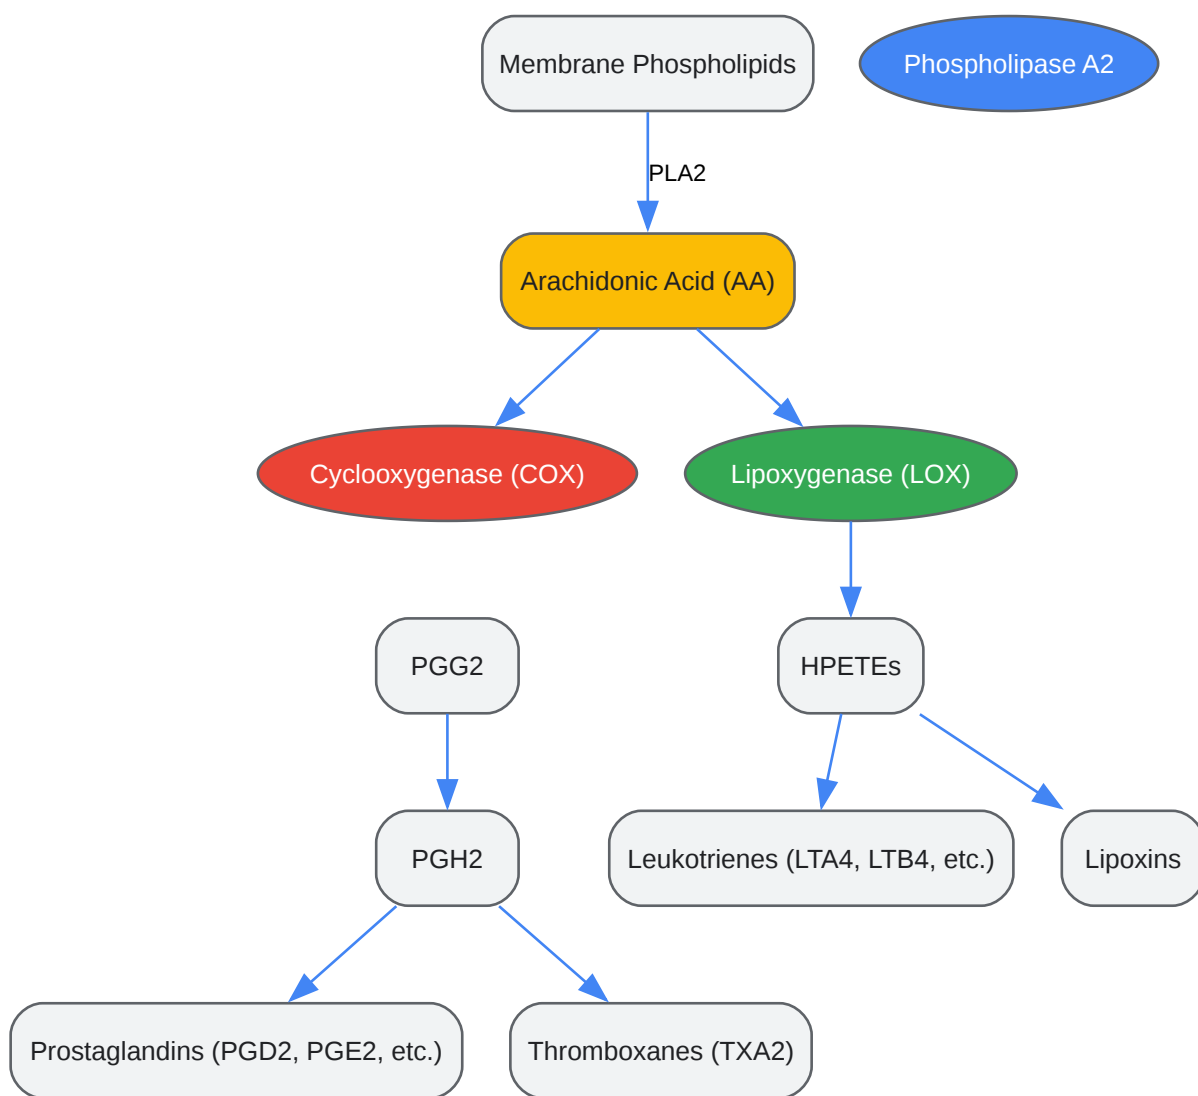 Membrane Phospholipids
Phospholipase A2
PLA2
Arachidonic Acid (AA)
Cyclooxygenase (COX)
Lipoxygenase (LOX)
PGG2
HPETEs
PGH2
Leukotrienes (LTA4, LTB4, etc.)
Lipoxins
Prostaglandins (PGD2, PGE2, etc.)
Thromboxanes (TXA2)